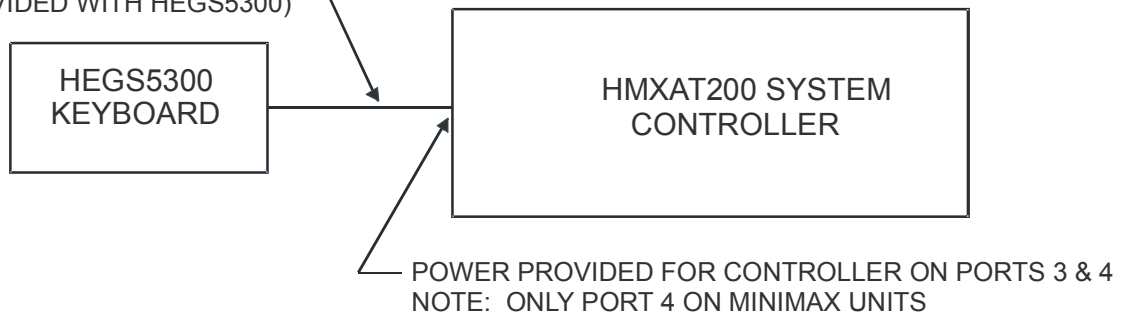 VIDED WITH HEGS5300)
HEGS5300
KEYBOARD
HMXAT200 SYSTEM
CONTROLLER
POWER PROVIDED FOR CONTROLLER ON PORTS 3 & 4
NOTE: ONLY PORT 4 ON MINIMAX UNITS